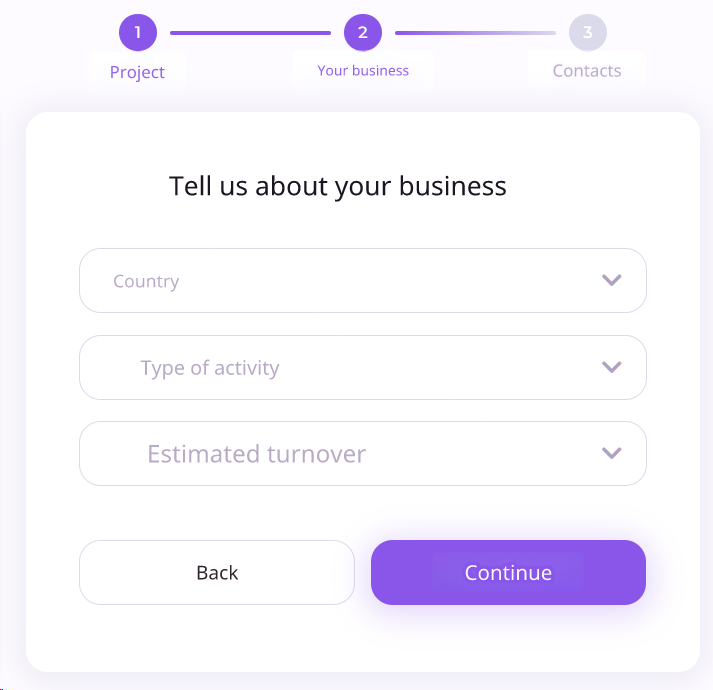 1 2 3
Project Your business Contacts
Tell us about your business
Country
Type of activity
Estimated turnover
Back Continue